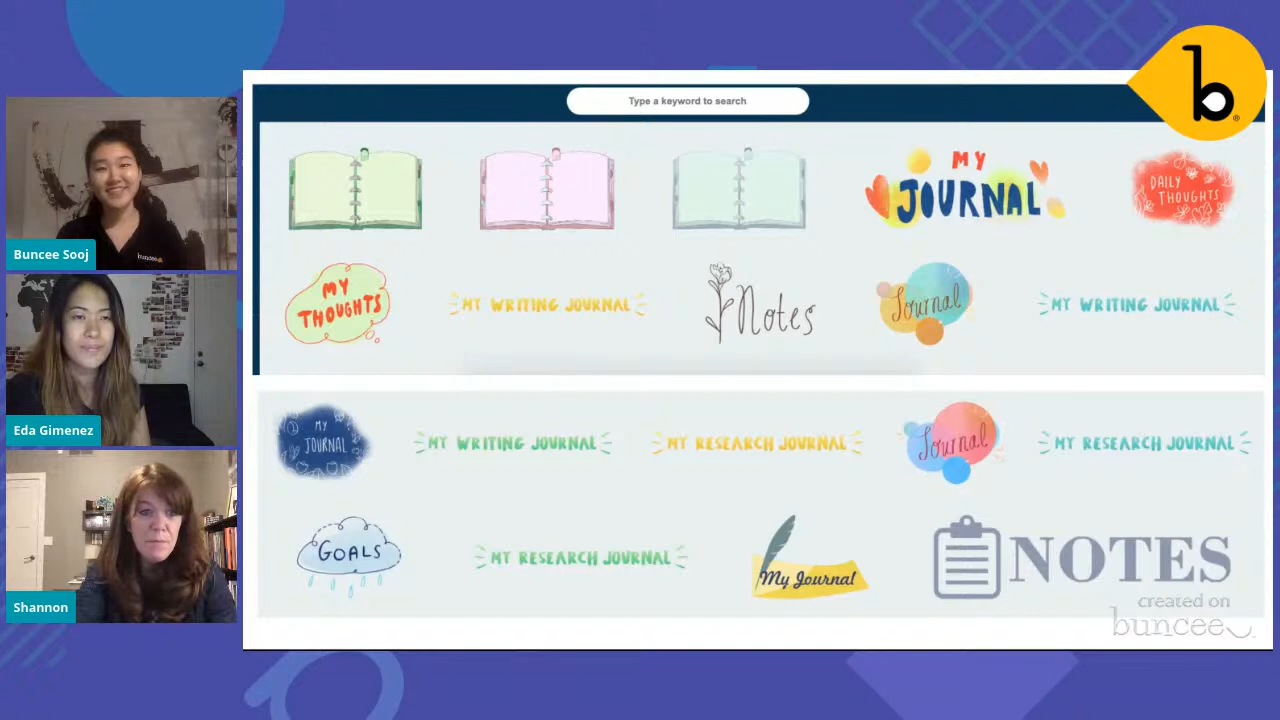 Type a keyword to search
b
MY
JOURNAL
DAILY
THOUGHTS
MY
THOUGHTS
MY WRITING JOURNAL
Notes
Journal
MY WRITING JOURNAL
MY
JOURNAL
MY WRITING JOURNAL
MY RESEARCH JOURNAL
Journal
MY RESEARCH JOURNAL
GOALS
MY RESEARCH JOURNAL
My Journal
NOTES
created on
buncee
buncee
Buncee Sooj
Eda Gimenez
Shannon